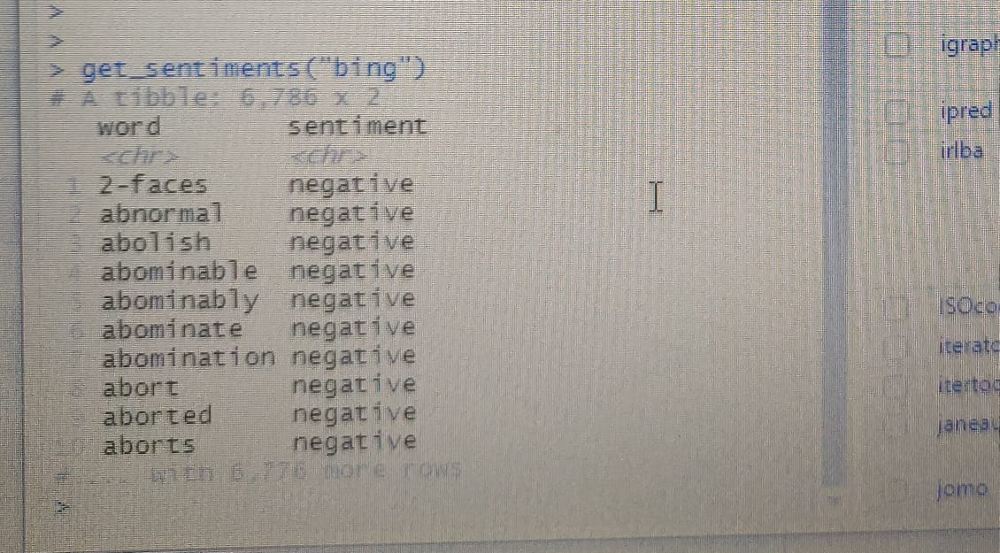 >
>
> get_sentiments("bing")
# A tibble: 6,786 x 2
word sentiment
<chr> <chr>
1 2-faces negative
2 abnormal negative
3 abolish negative
4 abominable negative
5 abominably negative
6 abominate negative
7 abomination negative
8 abort negative
9 aborted negative
10 aborts negative
# ... with 6,776 more rows
>
igraph
ipred
irlba
ISOco
iterato
itertoo
janeau
jomo